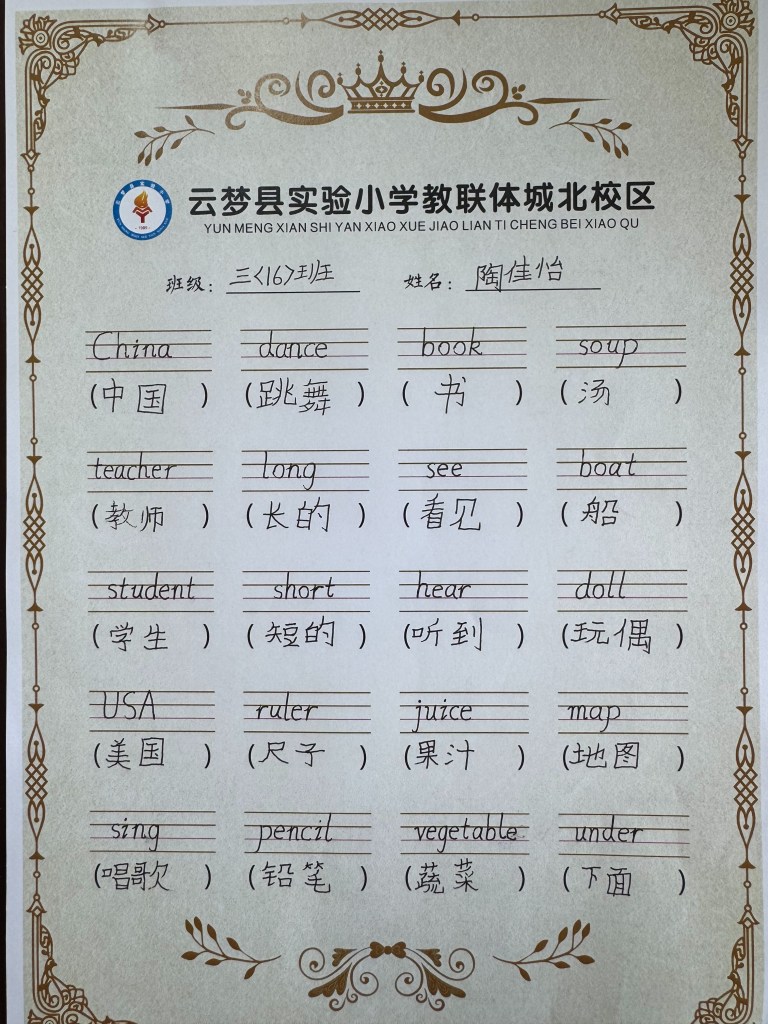 云梦县实验小学教联体城北校区
YUN MENG XIAN SHI YAN XIAO XUE JIAO LIAN TI CHENG BEI XIAO QU
班级: 三<16>班 姓名: 陶佳怡
China dance book soup
(中国) (跳舞) (书) (汤)
teacher long see boat
(教师) (长的) (看见) (船)
student short hear doll
(学生) (短的) (听到) (玩偶)
USA ruler juice map
(美国) (尺子) (果汁) (地图)
sing pencil vegetable under
(唱歌) (铅笔) (蔬菜) (下面)